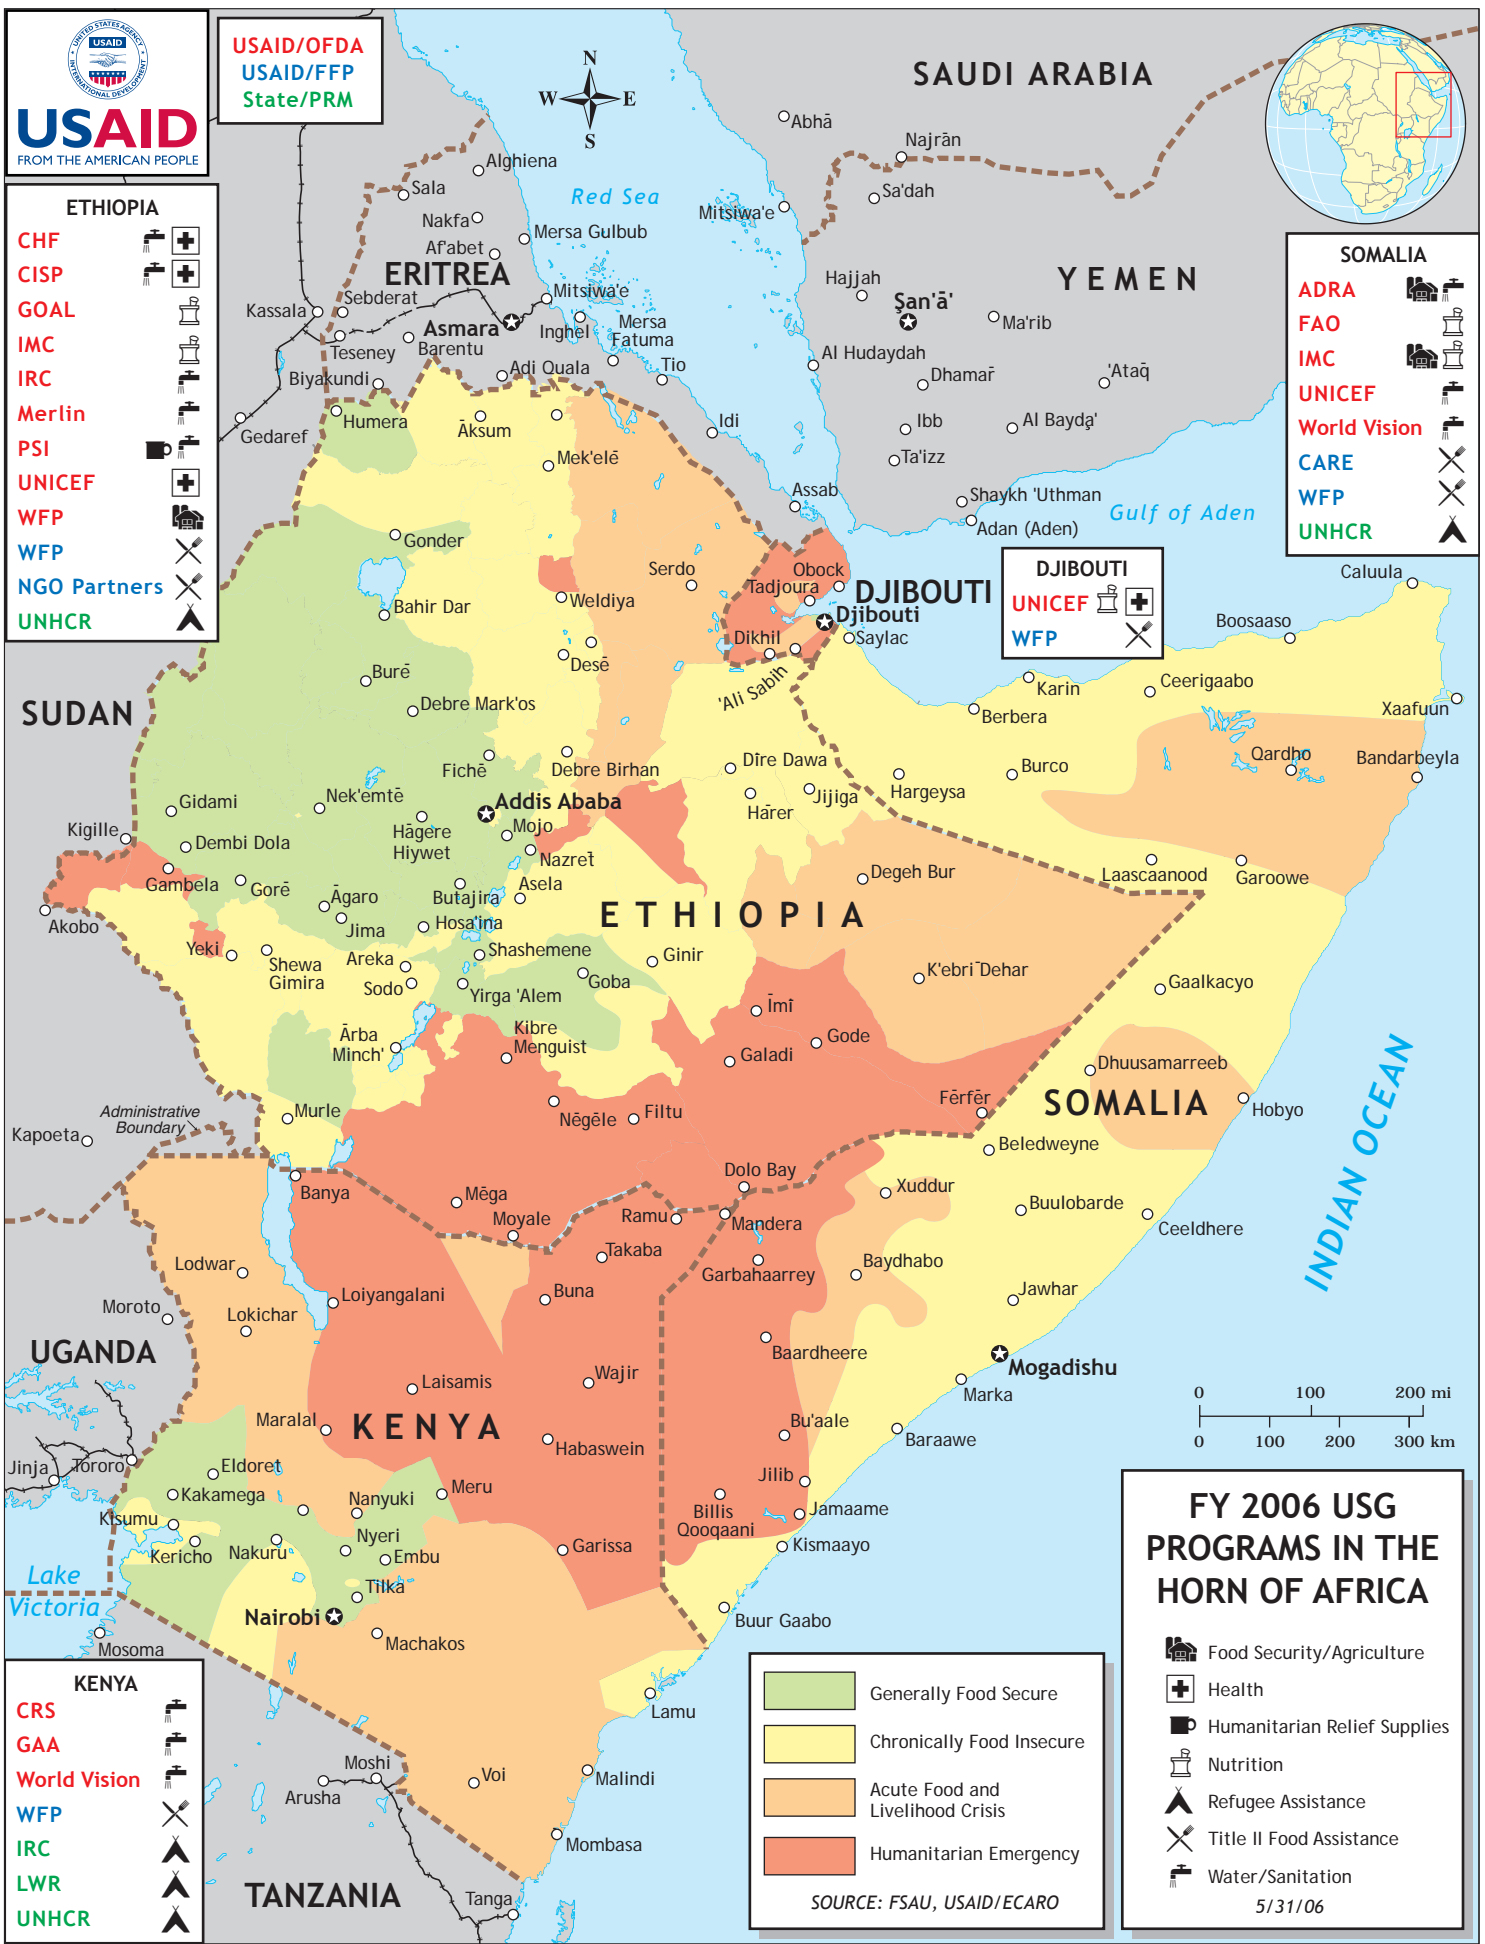 UNITED STATES AGENCY
USAID
INTERNATIONAL DEVELOPMENT
USAID
FROM THE AMERICAN PEOPLE
USAID/OFDA
USAID/FFP
State/PRM
N
W
E
S
SAUDI ARABIA
Abhā
Najrān
Sa'dah
Alghiena
Sala
Red Sea
Mitsiwa'e
Nakfa
Mersa Gulbub
Af'abet
ERITREA
YEMEN
Hajjah
Şan'ā'
Ma'rib
Kassala
Sebderat
Mitsiwa'e
Asmara
Inghel
Mersa
Fatuma
Teseney
Barentu
Al Hudaydah
Biyakundi
Adi Quala
Tio
Dhamar̄
'Ataq̄
Humera
Āksum
Idi
Ibb
Al Bayḍa'
Gedaref
Mek'elē
Ta'izz
Assab
Shaykh 'Uthman
Adan (Aden)
Gulf of Aden
ETHIOPIA
CHF
CISP
GOAL
IMC
IRC
Merlin
PSI
UNICEF
WFP
WFP
NGO Partners
UNHCR
SOMALIA
ADRA
FAO
IMC
UNICEF
World Vision
CARE
WFP
UNHCR
DJIBOUTI
UNICEF
WFP
Gonder
Serdo
Obock
Tadjoura
DJIBOUTI
Djibouti
Caluula
Bahir Dar
Weldiya
Boosaaso
Dikhil
Saylac
Desē
'Ali Sabih
Burē
Karin
Ceerigaabo
SUDAN
Debre Mark'os
Berbera
Xaafuun
Fichē
Debre Birhan
Dīre Dawa
Burco
Qardho
Bandarbeyla
Gidami
Nek'emtē
Addis Ababa
Hārer
Jijiga
Hargeysa
Kigille
Dembi Dola
Hāgere
Hiywet
Mojo
Nazret̄
Gambela
Gorē
Āgaro
Butajira
Asela
Degeh Bur
Laascaanood
Garoowe
Akobo
Jima
Hosa'ina
ETHIOPIA
Yeki
Shewa
Gimira
Areka
Shashemene
Ginir
Sodo
Yirga 'Alem
Goba
K'ebri Dehar
Gaalkacyo
Īmī
Ārba
Minch'
Kibre
Menguist
Gode
Galadi
Dhuusamarreeb
Administrative
Boundary
Murle
Nēgēle
Filtu
Fērfēr
SOMALIA
Hobyo
Kapoeta
Beledweyne
Banya
Mēga
Dolo Bay
Xuddur
Buulobarde
Moyale
Ramu
Mandera
Ceeldhere
INDIAN OCEAN
Lodwar
Takaba
Garbahaarrey
Baydhabo
Moroto
Loiyangalani
Buna
Jawhar
Lokichar
UGANDA
Baardheere
Mogadishu
Laisamis
Wajir
Marka
Maralal
KENYA
Bu'aale
Habaswein
Baraawe
0 100 200 mi
0 100 200 300 km
Jinja
Tororo
Eldoret
Jilib
Kakamega
Nanyuki
Meru
Billis
Qooqaani
Jamaame
Kisumu
Nyeri
Kericho
Nakuru
Embu
Garissa
Kismaayo
Lake
Victoria
Tilka
Nairobi
Buur Gaabo
Mosoma
Machakos
Lamu
Moshi
Arusha
Voi
Malindi
Mombasa
TANZANIA
Tanga
KENYA
CRS
GAA
World Vision
WFP
IRC
LWR
UNHCR
Generally Food Secure
Chronically Food Insecure
Acute Food and
Livelihood Crisis
Humanitarian Emergency
SOURCE: FSAU, USAID/ECARO
FY 2006 USG
PROGRAMS IN THE
HORN OF AFRICA
Food Security/Agriculture
Health
Humanitarian Relief Supplies
Nutrition
Refugee Assistance
Title II Food Assistance
Water/Sanitation
5/31/06